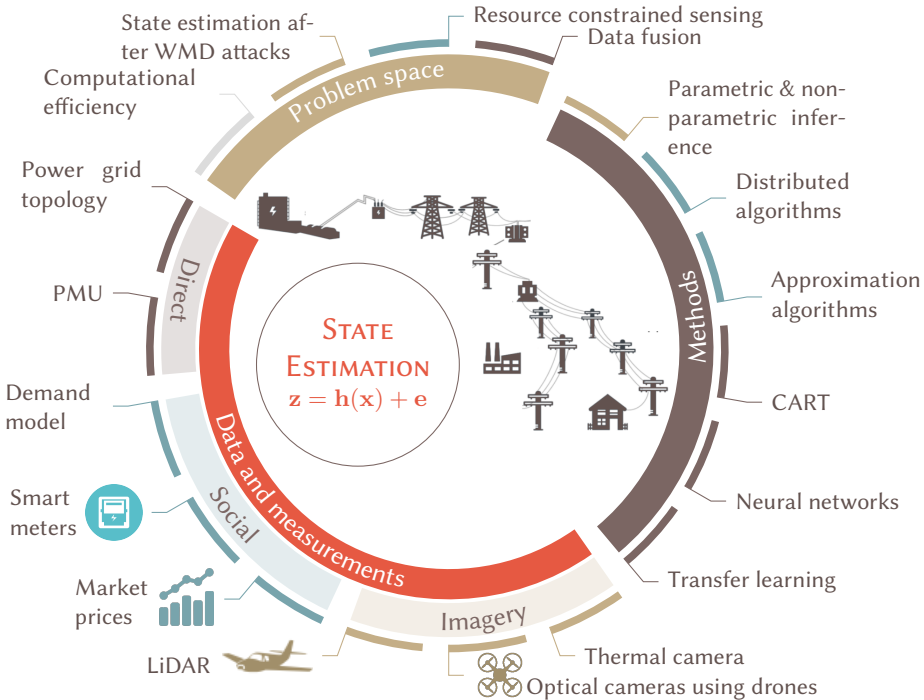 Resource constrained sensing
State estimation af-
ter WMD attacks
Data fusion
Computational
efficiency
Problem space
Parametric & non-
parametric infer-
ence
Power grid
topology
Distributed
algorithms
Direct
PMU
Approximation
algorithms
Methods
STATE
ESTIMATION
z = h(x) + e
Demand
model
CART
Data and measurements
Social
Smart
meters
Neural networks
Market
prices
Transfer learning
Imagery
LiDAR
Thermal camera
Optical cameras using drones